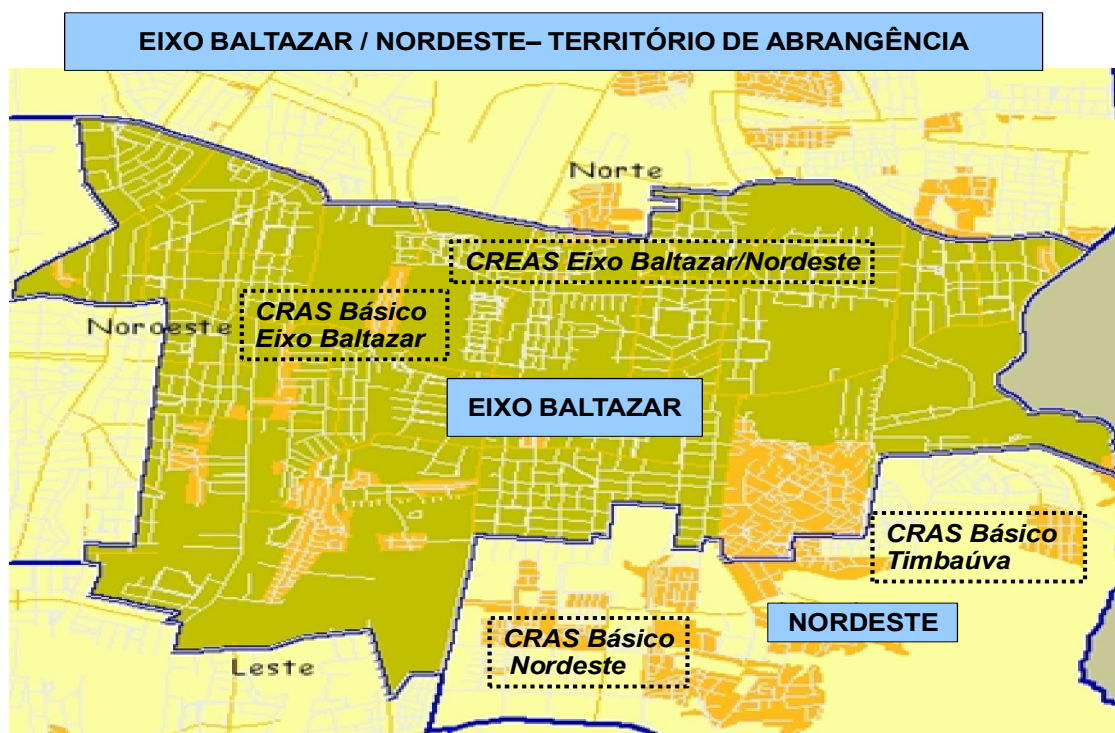 EIXO BALTAZAR / NORDESTE– TERRITÓRIO DE ABRANGÊNCIA
Norte
CREAS Eixo Baltazar/Nordeste
CRAS Básico
Eixo Baltazar
Noroeste
EIXO BALTAZAR
CRAS Básico
Timbaúva
NORDESTE
CRAS Básico
Nordeste
Leste